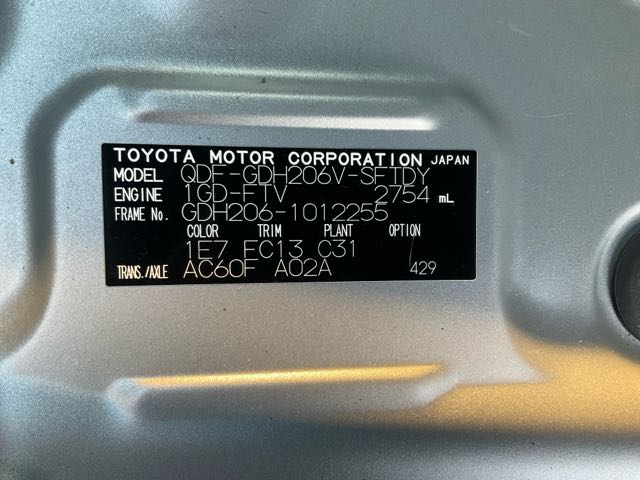 TOYOTA MOTOR CORPORATION JAPAN
MODEL QDF-GDH206V-SFTDY
ENGINE 1GD-FTV 2754 mL
FRAME NO. GDH206-1012255
COLOR TRIM PLANT OPTION
1E7 FC13 C31
TRANS./AXLE AC60F A02A 429